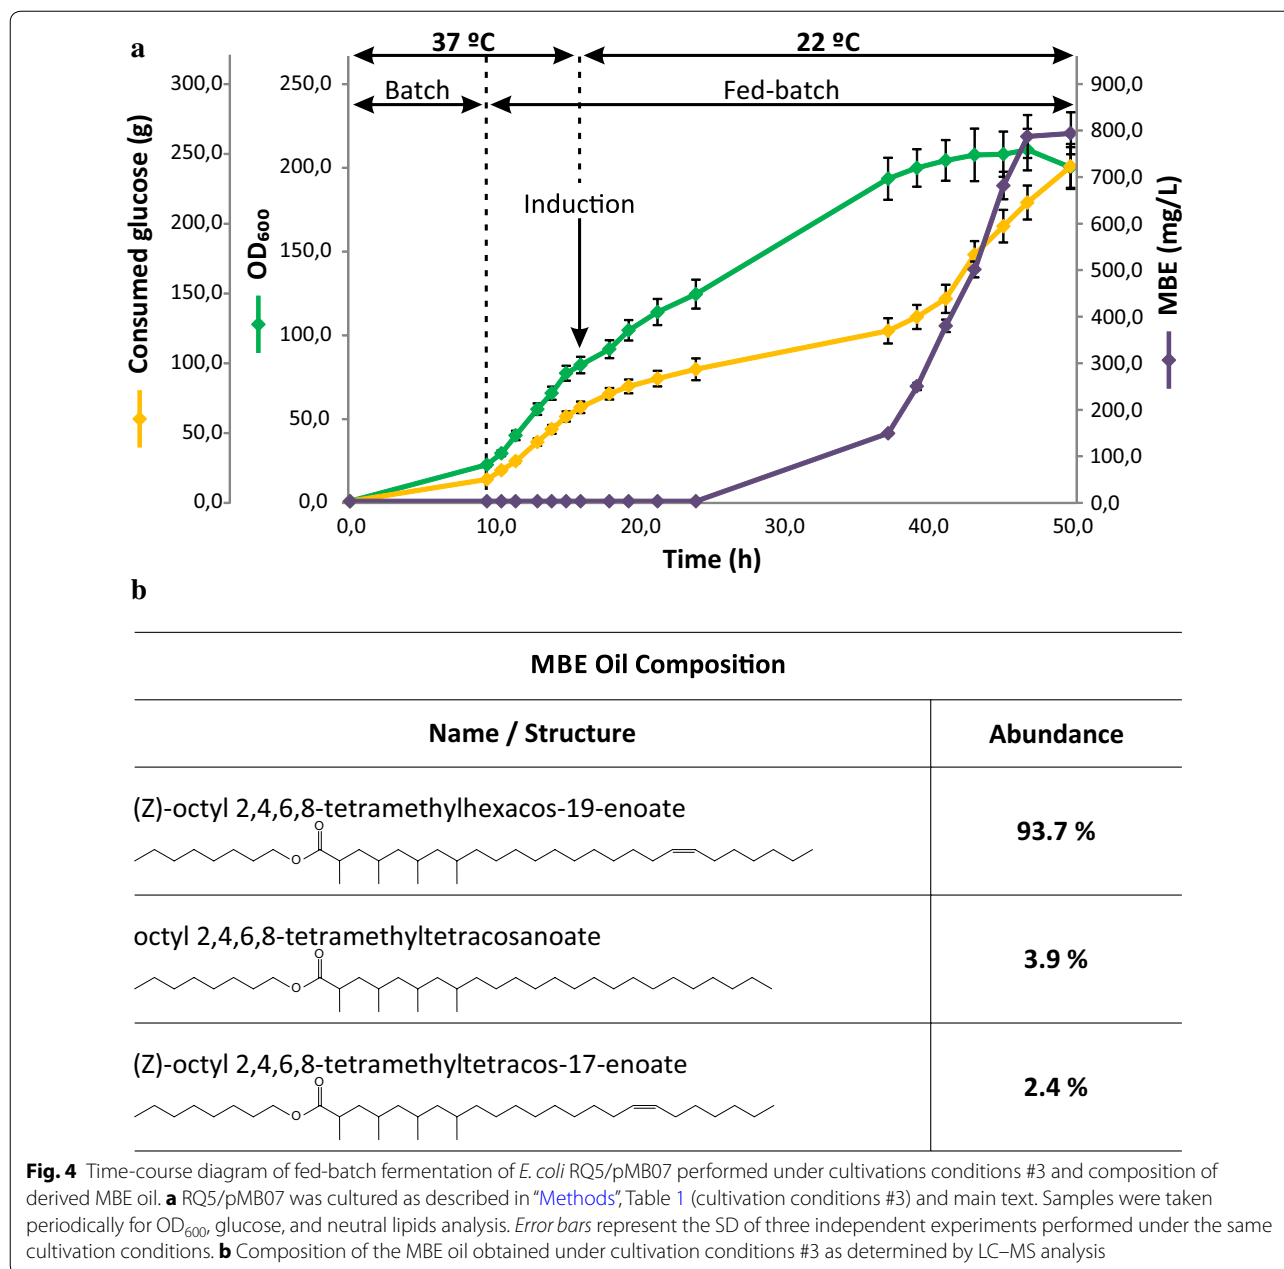 a
37 ºC
22 ºC
Batch
Fed-batch
Induction
Consumed glucose (g)
300,0
250,0
200,0
150,0
100,0
50,0
0,0
OD600
250,0
200,0
150,0
100,0
50,0
0,0
MBE (mg/L)
900,0
800,0
700,0
600,0
500,0
400,0
300,0
200,0
100,0
0,0
0,0 10,0 20,0 30,0 40,0 50,0
Time (h)
b
MBE Oil Composition
Name / Structure Abundance
(Z)-octyl 2,4,6,8-tetramethylhexacos-19-enoate
O
O
93.7 %
octyl 2,4,6,8-tetramethyltetracosanoate
O
O
3.9 %
(Z)-octyl 2,4,6,8-tetramethyltetracos-17-enoate
O
O
2.4 %
Fig. 4 Time-course diagram of fed-batch fermentation of E. coli RQ5/pMB07 performed under cultivations conditions #3 and composition of
derived MBE oil. a RQ5/pMB07 was cultured as described in “Methods”, Table 1 (cultivation conditions #3) and main text. Samples were taken
periodically for OD600, glucose, and neutral lipids analysis. Error bars represent the SD of three independent experiments performed under the same
cultivation conditions. b Composition of the MBE oil obtained under cultivation conditions #3 as determined by LC–MS analysis